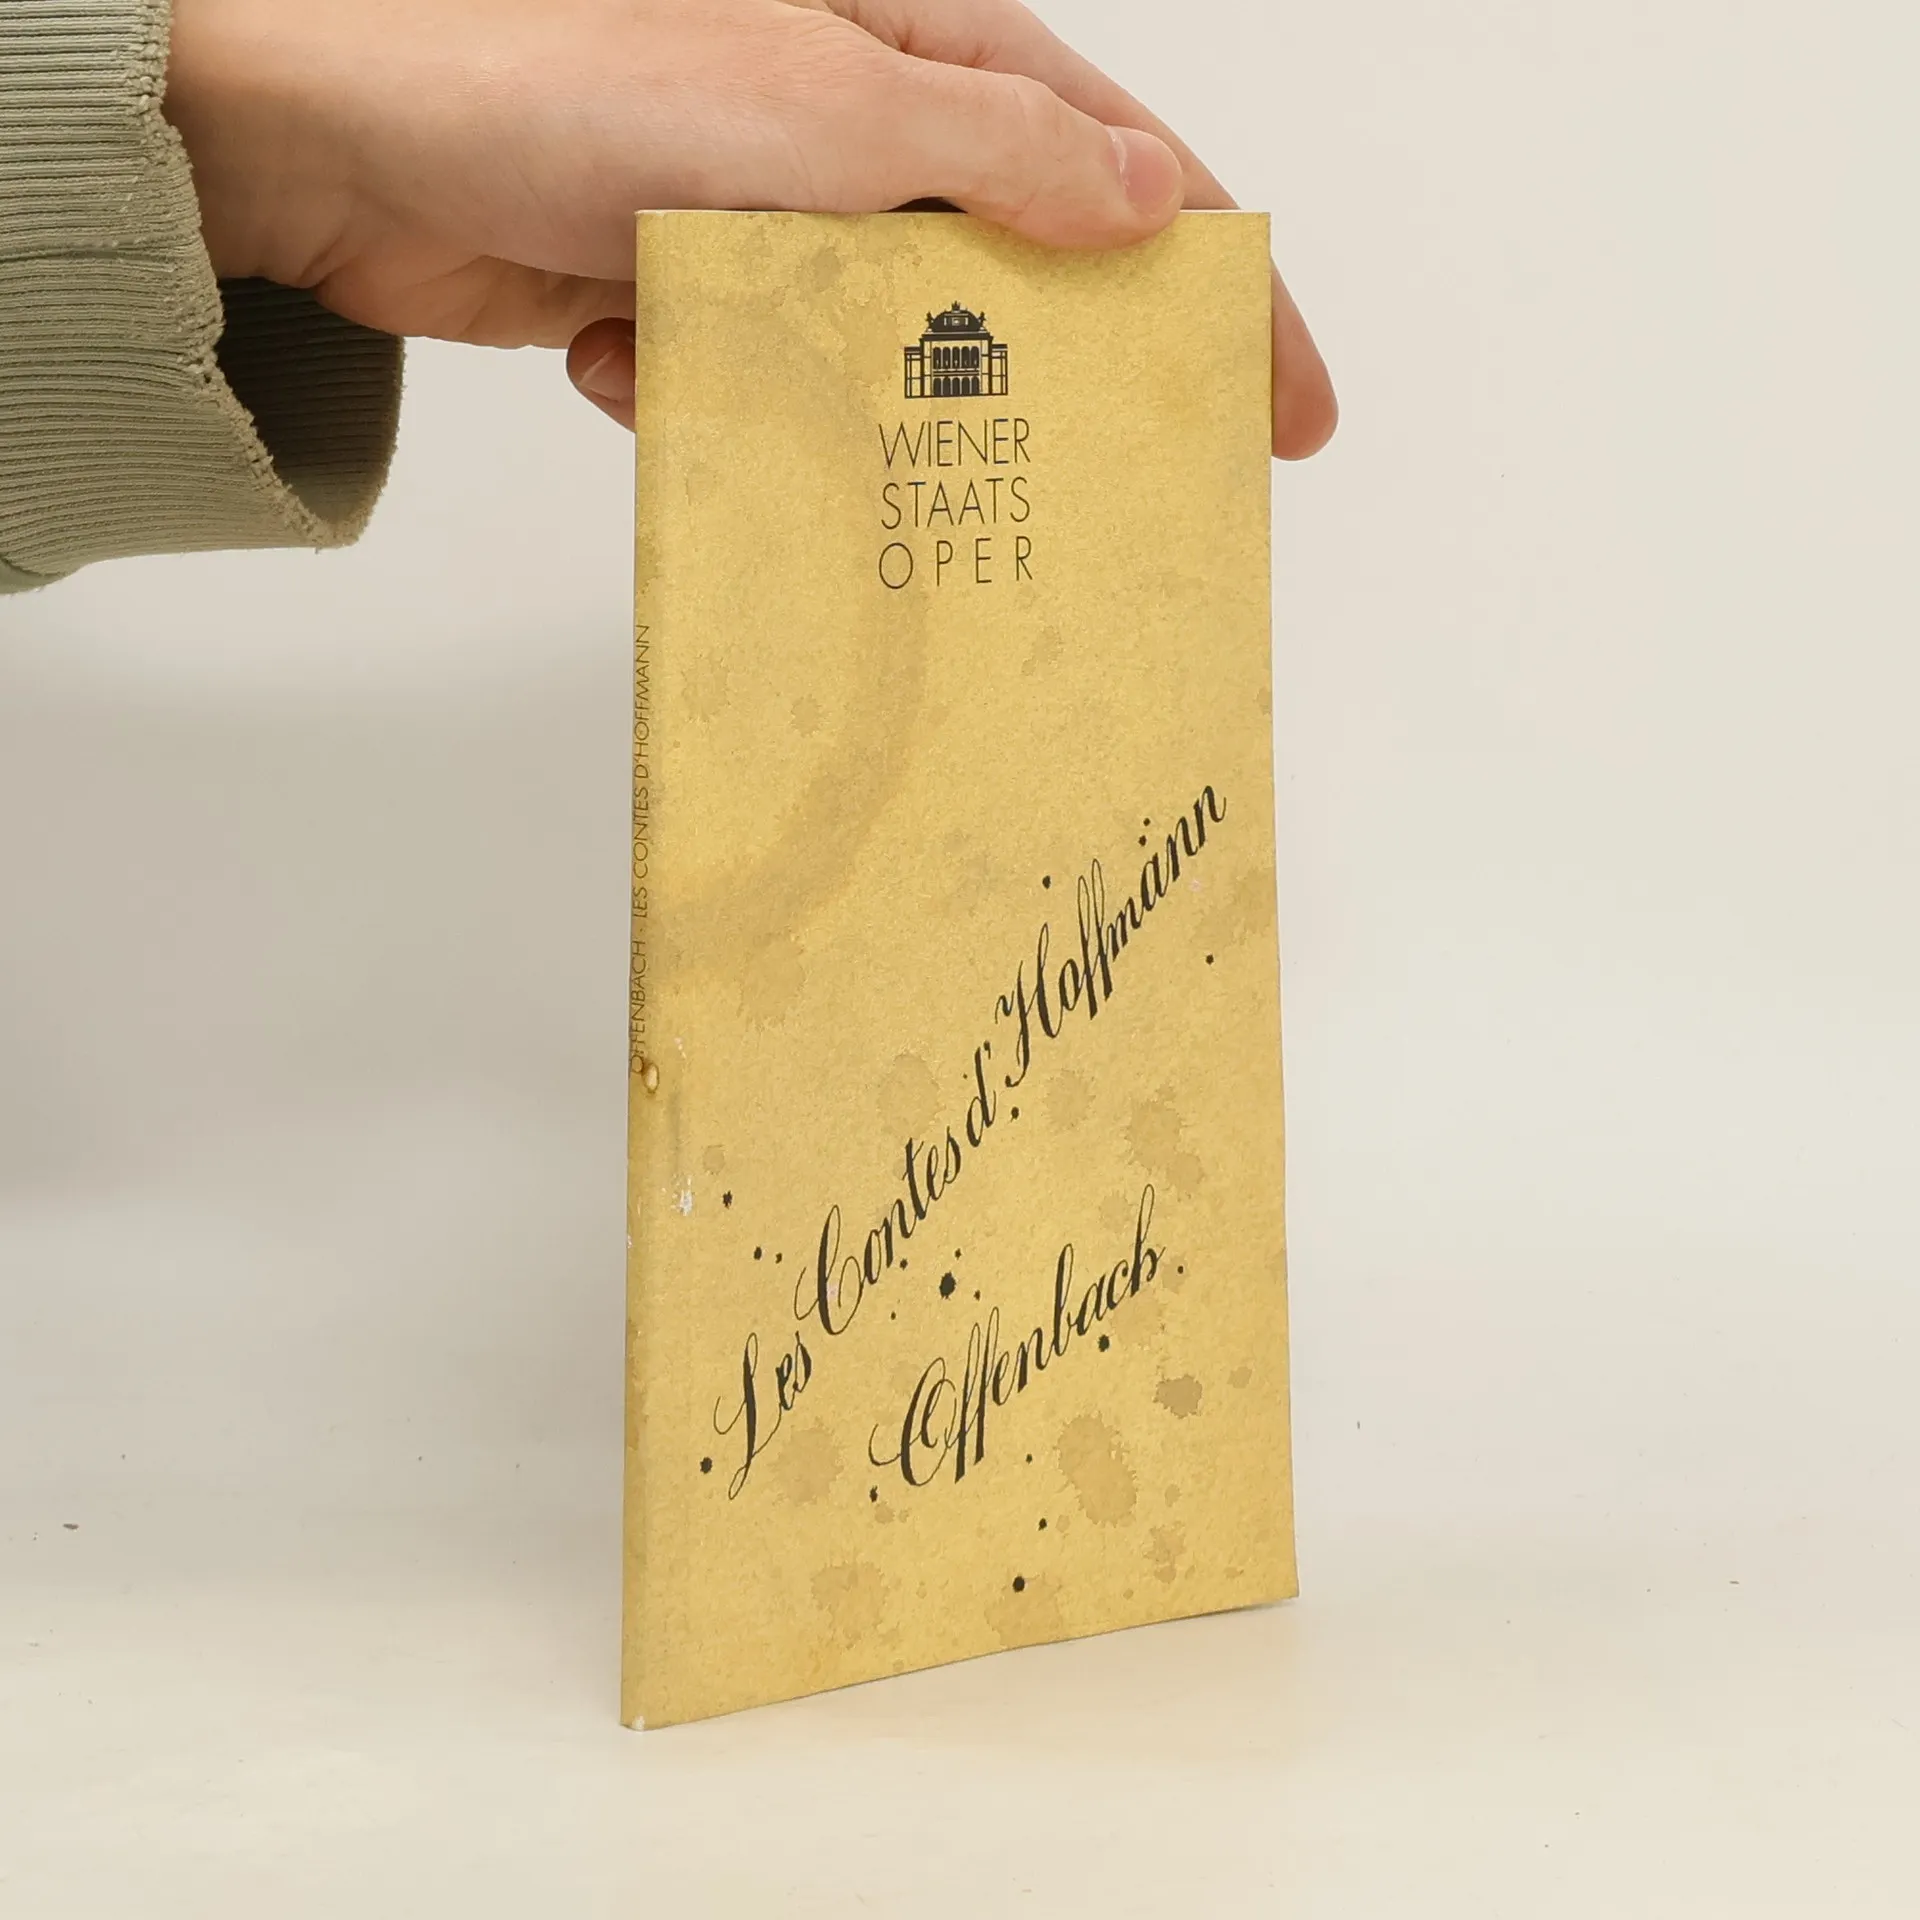 WIENER
STAATS
OPER
Les Contes d'Hoffmann
Offenbach
OFFENBACH · LES CONTES D'HOFFMANN